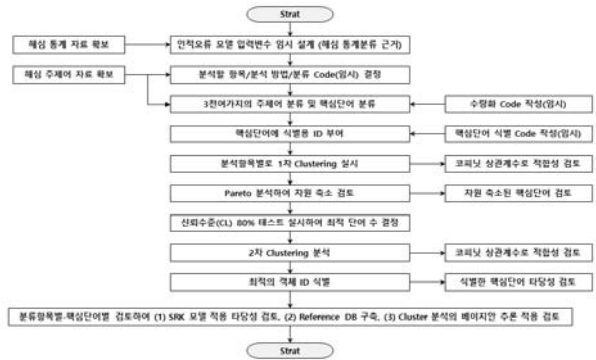 Strat
해심 통계 자료 확보
인적오류 모델 입력변수 임시 설계 (해심 통계분류 근거)
해심 주제어 자료 확보
분석할 항목/분석 방법/분류 Code(임시) 결정
3천여가지의 주제어 분류 및 핵심단어 분류
수량화 Code 작성(임시)
핵심단어에 식별용 ID 부여
핵심단어 식별 Code 작성(임시)
분석항목별로 1차 Clustering 실시
코피닛 상관계수로 적합성 검토
Pareto 분석하여 차원 축소 검토
차원 축소된 핵심단어 검토
신뢰수준(CL) 80% 테스트 실시하여 최적 단어 수 결정
2차 Clustering 분석
코피닛 상관계수로 적합성 검토
최적의 객체 ID 식별
식별한 핵심단어 타당성 검토
분류항목별-핵심단어별 검토하여 (1) SRK 모델 적용 타당성 검토, (2) Reference DB 구축, (3) Cluster 분석의 베이지안 추론 적용 검토
Strat